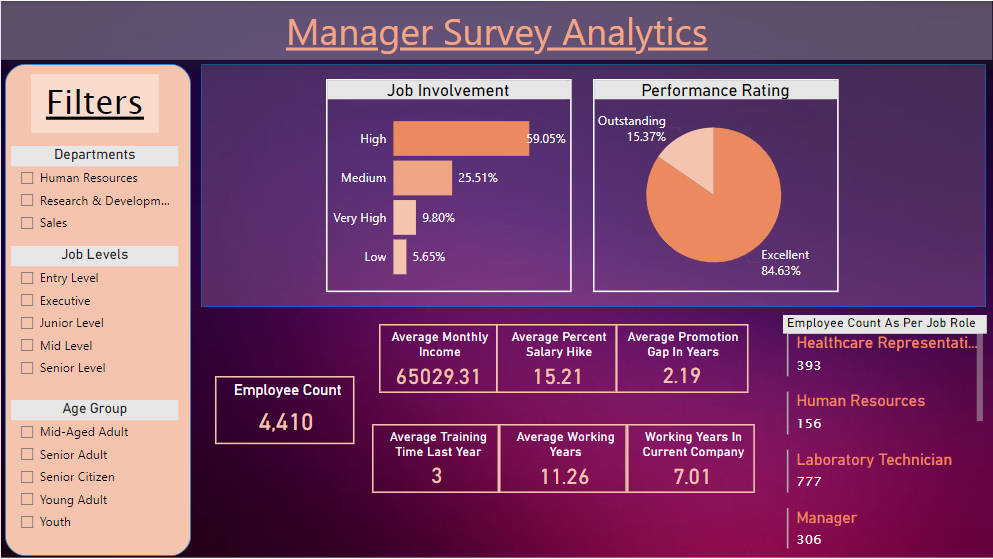 Manager Survey Analytics
Filters
Departments
Human Resources
Research & Developm...
Sales
Job Levels
Entry Level
Executive
Junior Level
Mid Level
Senior Level
Age Group
Mid-Aged Adult
Senior Adult
Senior Citizen
Young Adult
Youth
Job Involvement
High
59.05%
Medium
25.51%
Very High
9.80%
Low
5.65%
Performance Rating
Outstanding
15.37%
Excellent
84.63%
Employee Count
4,410
Average Monthly
Income
65029.31
Average Percent
Salary Hike
15.21
Average Promotion
Gap In Years
2.19
Average Training
Time Last Year
3
Average Working
Years
11.26
Working Years In
Current Company
7.01
Employee Count As Per Job Role
Healthcare Representati...
393
Human Resources
156
Laboratory Technician
777
Manager
306